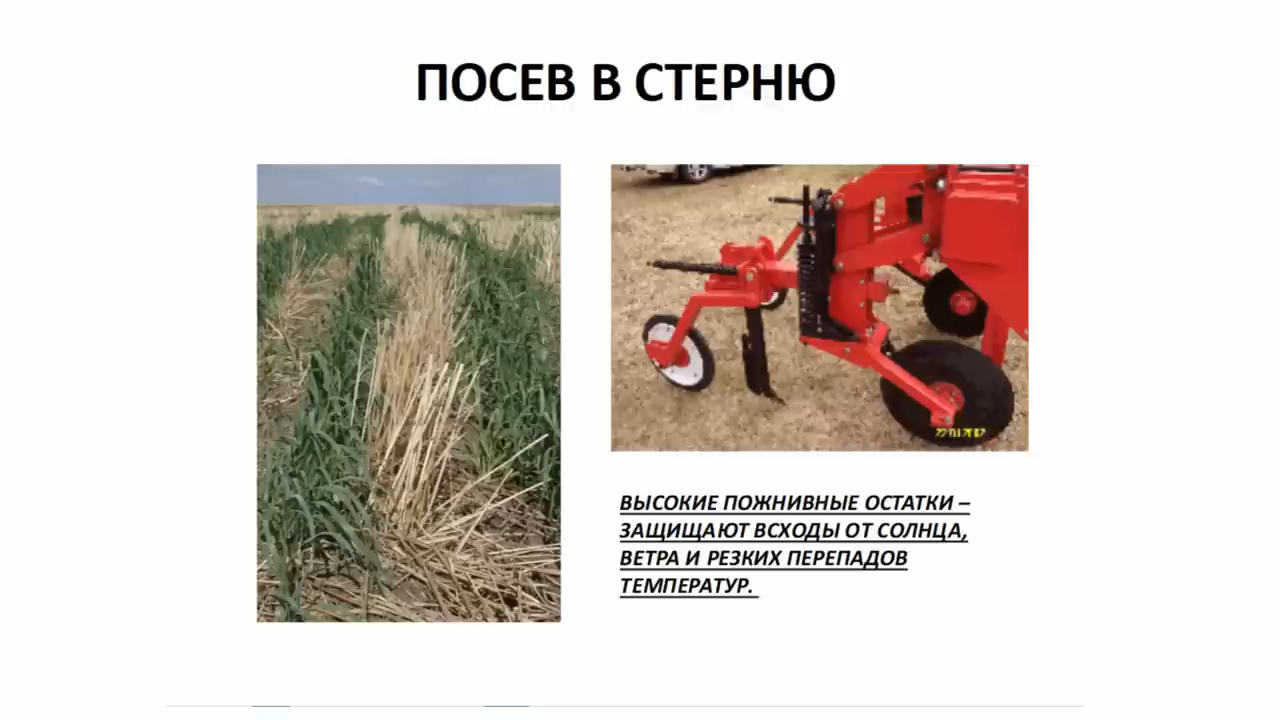 ПОСЕВ В СТЕРНЮ
ВЫСОКИЕ ПОЖНИВНЫЕ ОСТАТКИ –
ЗАЩИЩАЮТ ВСХОДЫ ОТ СОЛНЦА,
ВЕТРА И РЕЗКИХ ПЕРЕПАДОВ
ТЕМПЕРАТУР.